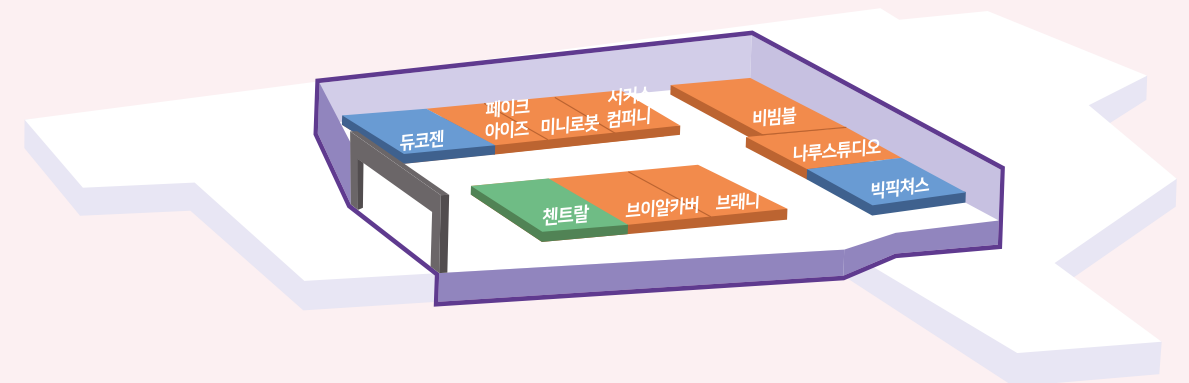 듀코젠
페이크
아이즈
미니로봇
서커스
컴퍼니
비빔블
나루스튜디오
빅픽쳐스
첸트랄
브이알카버
브래니